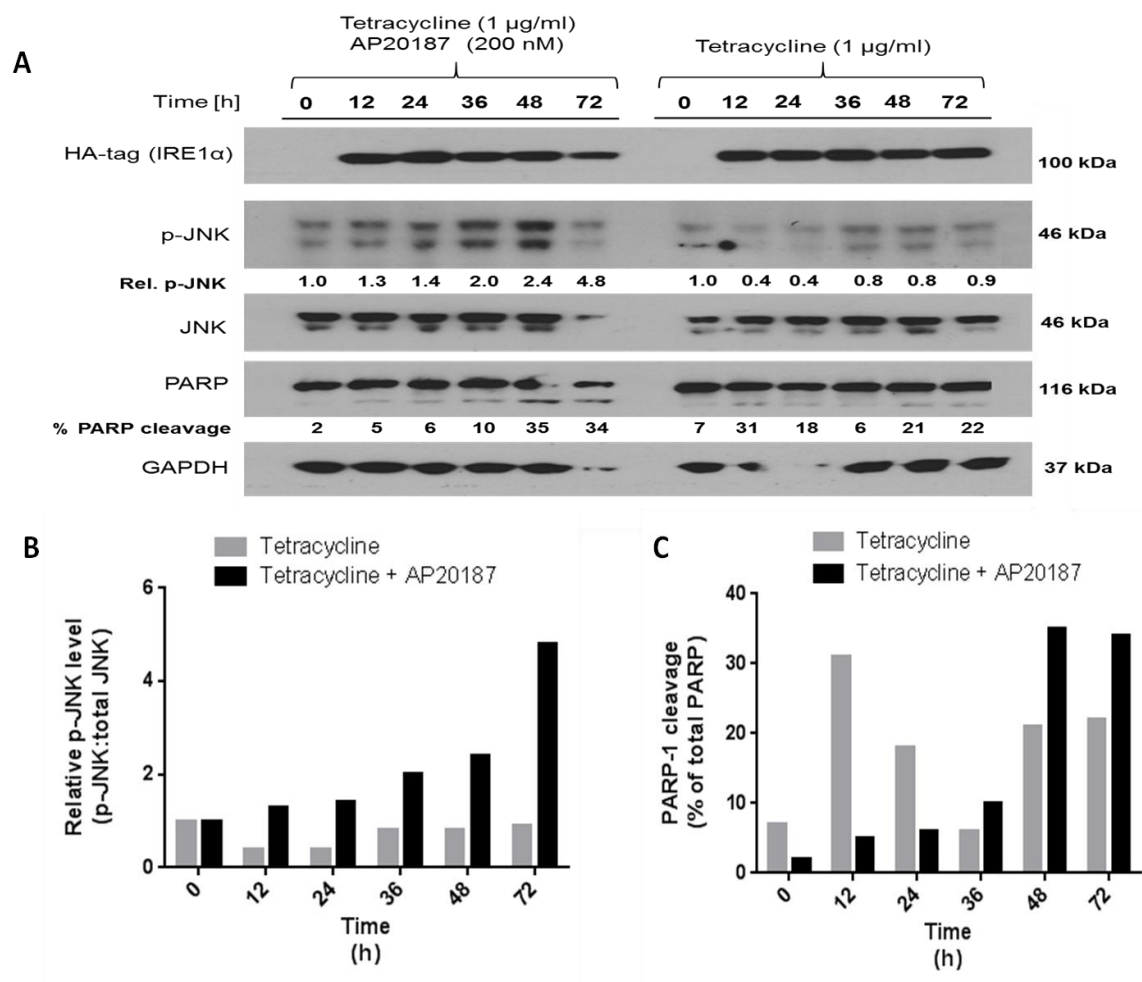 A
Tetracycline (1 µg/ml)
AP20187 (200 nM)
Tetracycline (1 µg/ml)
Time [h] 0 12 24 36 48 72 0 12 24 36 48 72
HA-tag (IRE1α) 100 kDa
p-JNK 46 kDa
Rel. p-JNK 1.0 1.3 1.4 2.0 2.4 4.8 1.0 0.4 0.4 0.8 0.8 0.9
JNK 46 kDa
PARP 116 kDa
% PARP cleavage 2 5 6 10 35 34 7 31 18 6 21 22
GAPDH 37 kDa
B
Tetracycline
Tetracycline + AP20187
Relative p-JNK level
(p-JNK:total JNK)
6
4
2
0
0 12 24 36 48 72
Time
(h)
C
Tetracycline
Tetracycline + AP20187
PARP-1 cleavage
(% of total PARP)
40
30
20
10
0
0 12 24 36 48 72
Time
(h)